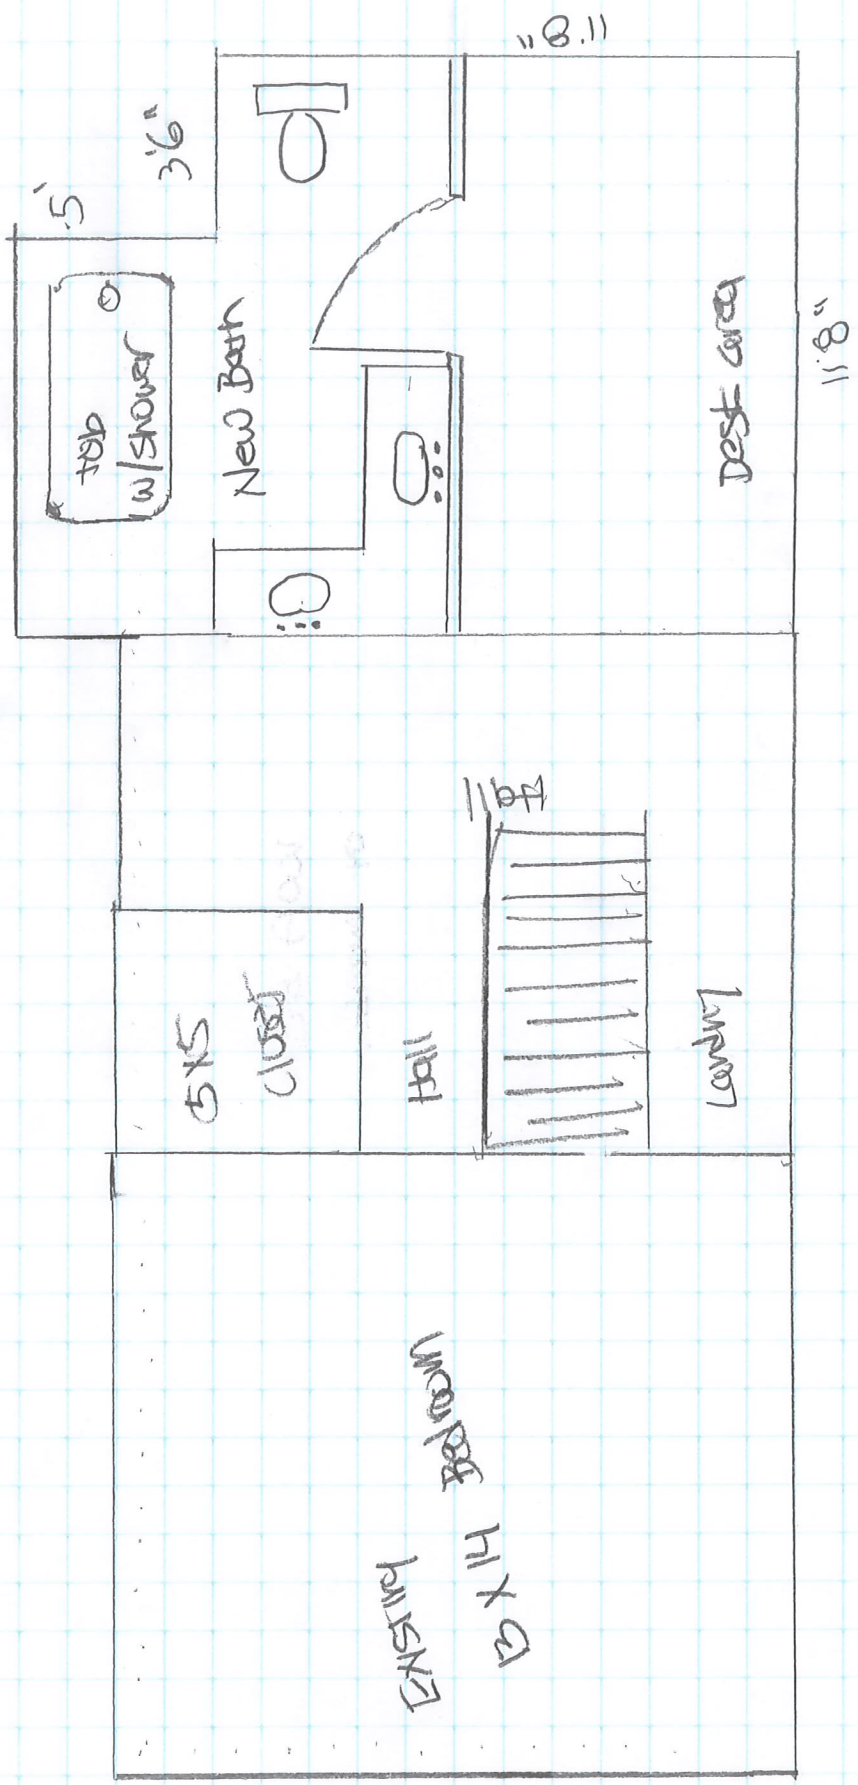 11'8"
3'6"
5'
tub
w/shower
New Bath
Desk area
11'8"
5X5
Closet
Hall
Existing
13 X 14 Bedroom